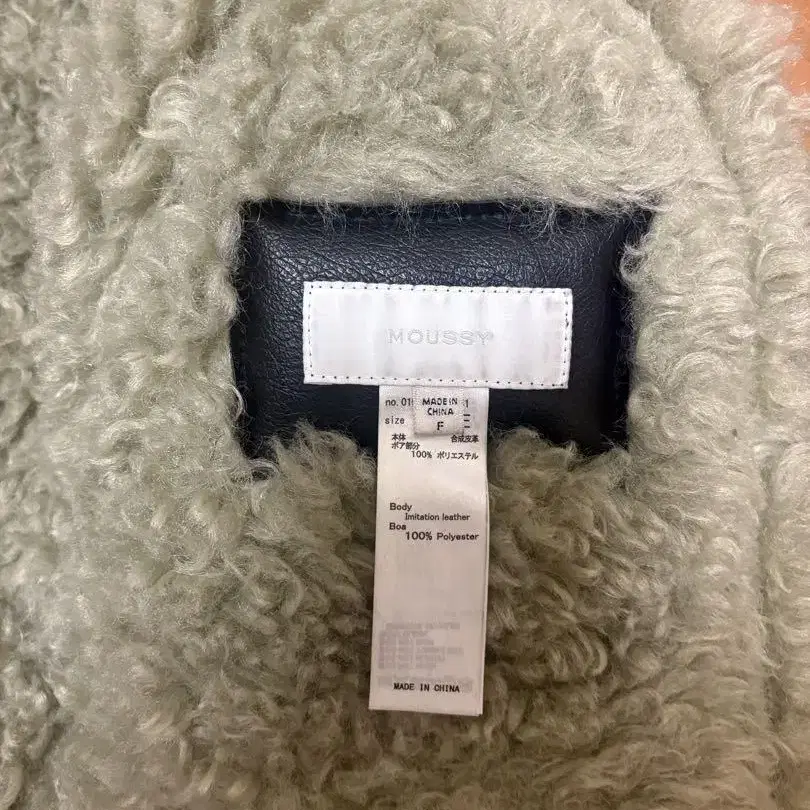 MOUSSY
no. 01
MADE IN
CHINA
size
F
本体 合成皮革
ボア部分
100% ポリエステル
Body
Imitation leather
Boa
100% Polyester
MADE IN CHINA